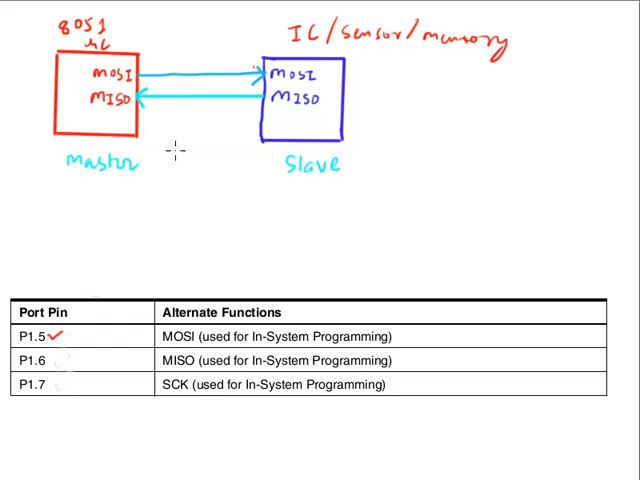 8051
uc
IC/sensor/memory
MOSI
MISO
MOSI
MISO
Master
Slave
Port Pin Alternate Functions
P1.5 MOSI (used for In-System Programming)
P1.6 MISO (used for In-System Programming)
P1.7 SCK (used for In-System Programming)